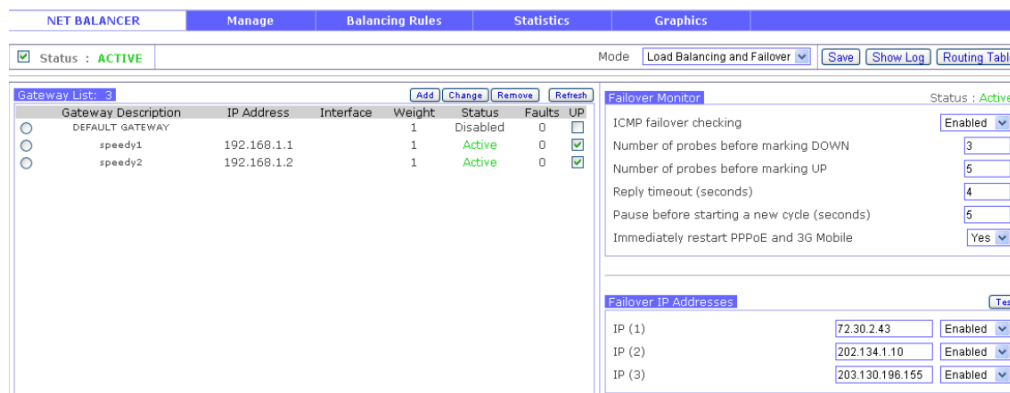 NET BALANCER Manage Balancing Rules Statistics Graphics
Status : ACTIVE Mode Load Balancing and Failover Save Show Log Routing Tabl
Gateway List: 3 Add Change Remove Refresh
Gateway Description IP Address Interface Weight Status Faults UP
DEFAULT GATEWAY 1 Disabled 0
speedy1 192.168.1.1 1 Active 0
speedy2 192.168.1.2 1 Active 0
Failover Monitor Status : Active
ICMP failover checking Enabled
Number of probes before marking DOWN 3
Number of probes before marking UP 5
Reply timeout (seconds) 4
Pause before starting a new cycle (seconds) 5
Immediately restart PPPoE and 3G Mobile Yes
Failover IP Addresses Tes
IP (1) 72.30.2.43 Enabled
IP (2) 202.134.1.10 Enabled
IP (3) 203.130.196.155 Enabled